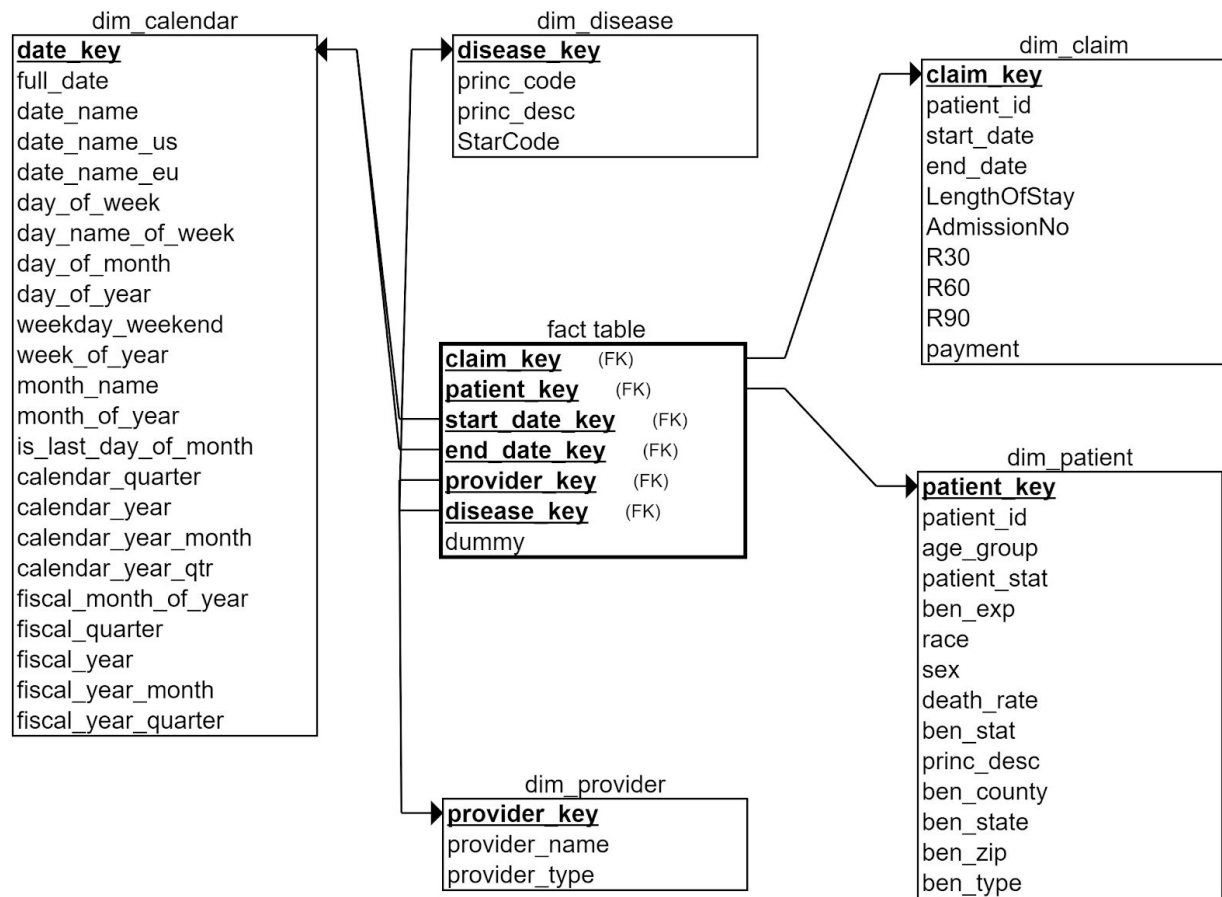 dim_calendar
date_key
full_date
date_name
date_name_us
date_name_eu
day_of_week
day_name_of_week
day_of_month
day_of_year
weekday_weekend
week_of_year
month_name
month_of_year
is_last_day_of_month
calendar_quarter
calendar_year
calendar_year_month
calendar_year_qtr
fiscal_month_of_year
fiscal_quarter
fiscal_year
fiscal_year_month
fiscal_year_quarter
dim_disease
disease_key
princ_code
princ_desc
StarCode
fact table
claim_key (FK)
patient_key (FK)
start_date_key (FK)
end_date_key (FK)
provider_key (FK)
disease_key (FK)
dummy
dim_provider
provider_key
provider_name
provider_type
dim_claim
claim_key
patient_id
start_date
end_date
LengthOfStay
AdmissionNo
R30
R60
R90
payment
dim_patient
patient_key
patient_id
age_group
patient_stat
ben_exp
race
sex
death_rate
ben_stat
princ_desc
ben_county
ben_state
ben_zip
ben_type